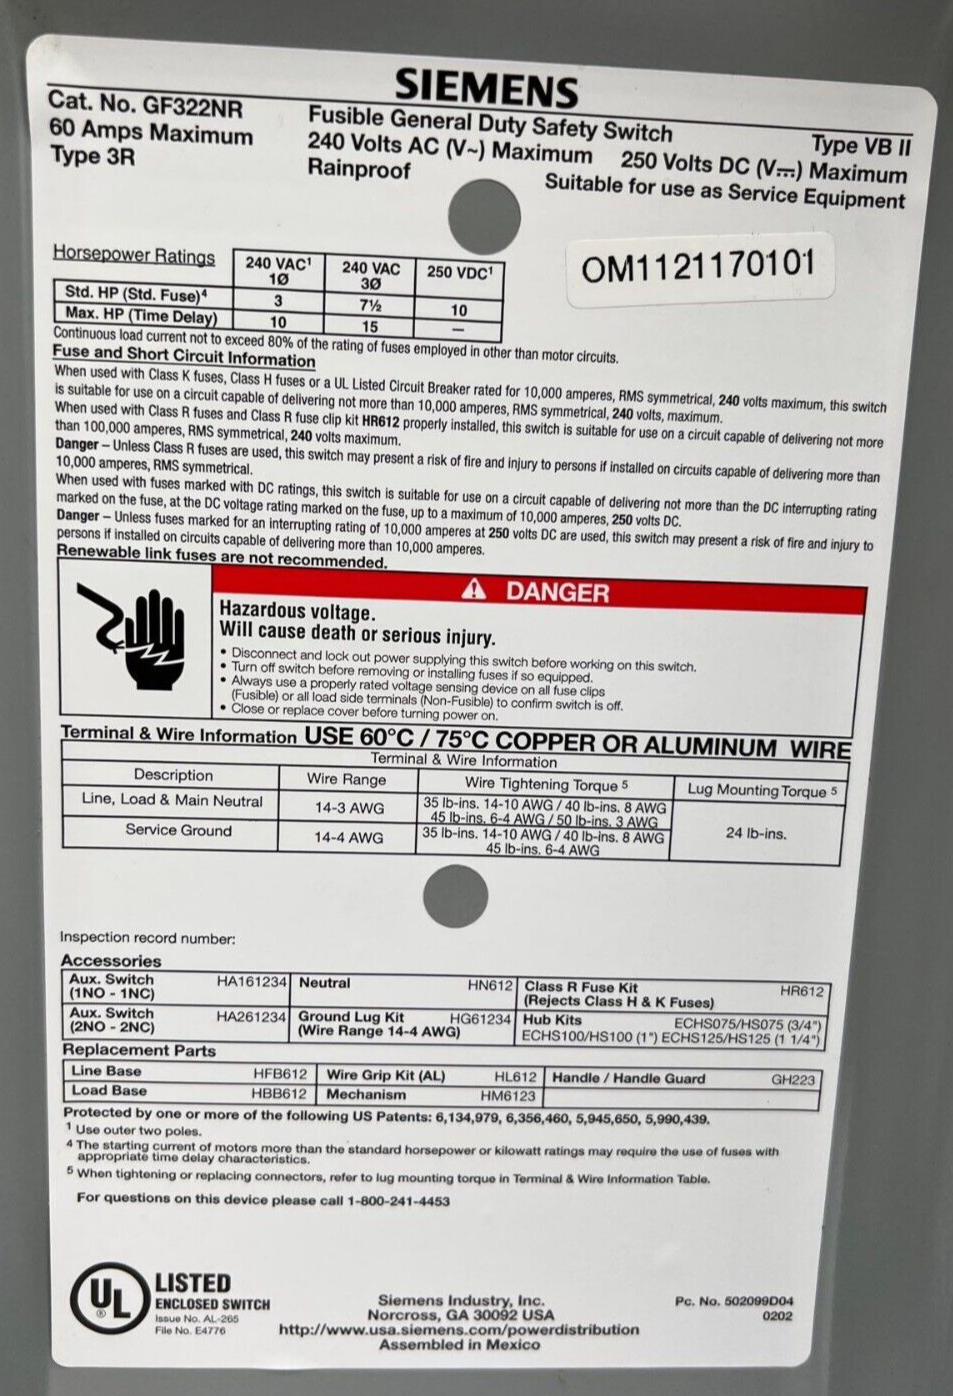 SIEMENS
Cat. No. GF322NR
60 Amps Maximum
Type 3R
Fusible General Duty Safety Switch
240 Volts AC (V~) Maximum 250 Volts DC (V⎓) Maximum
Rainproof
Type VB II
Suitable for use as Service Equipment
OM1121170101
Horsepower Ratings
240 VAC¹ 1Ø 240 VAC 3Ø 250 VDC¹
Std. HP (Std. Fuse)⁴ 3 7½ 10
Max. HP (Time Delay) 10 15 —
Continuous load current not to exceed 80% of the rating of fuses employed in other than motor circuits.
Fuse and Short Circuit Information
When used with Class K fuses, Class H fuses or a UL Listed Circuit Breaker rated for 10,000 amperes, RMS symmetrical, 240 volts maximum, this switch
is suitable for use on a circuit capable of delivering not more than 10,000 amperes, RMS symmetrical, 240 volts, maximum.
When used with Class R fuses and Class R fuse clip kit HR612 properly installed, this switch is suitable for use on a circuit capable of delivering not more
than 100,000 amperes, RMS symmetrical, 240 volts maximum.
Danger – Unless Class R fuses are used, this switch may present a risk of fire and injury to persons if installed on circuits capable of delivering more than
10,000 amperes, RMS symmetrical.
When used with fuses marked with DC ratings, this switch is suitable for use on a circuit capable of delivering not more than the DC interrupting rating
marked on the fuse, at the DC voltage rating marked on the fuse, up to a maximum of 10,000 amperes, 250 volts DC.
Danger – Unless fuses marked for an interrupting rating of 10,000 amperes at 250 volts DC are used, this switch may present a risk of fire and injury to
persons if installed on circuits capable of delivering more than 10,000 amperes.
Renewable link fuses are not recommended.
DANGER
Hazardous voltage.
Will cause death or serious injury.
• Disconnect and lock out power supplying this switch before working on this switch.
• Turn off switch before removing or installing fuses if so equipped.
• Always use a properly rated voltage sensing device on all fuse clips
(Fusible) or all load side terminals (Non-Fusible) to confirm switch is off.
• Close or replace cover before turning power on.
Terminal & Wire Information USE 60°C / 75°C COPPER OR ALUMINUM WIRE
Terminal & Wire Information
Description Wire Range Wire Tightening Torque ⁵ Lug Mounting Torque ⁵
Line, Load & Main Neutral 14-3 AWG 35 lb-ins. 14-10 AWG / 40 lb-ins. 8 AWG
45 lb-ins. 6-4 AWG / 50 lb-ins. 3 AWG
24 lb-ins.
Service Ground 14-4 AWG 35 lb-ins. 14-10 AWG / 40 lb-ins. 8 AWG
45 lb-ins. 6-4 AWG
Inspection record number:
Accessories
Aux. Switch (1NO - 1NC) HA161234 Neutral HN612 Class R Fuse Kit (Rejects Class H & K Fuses) HR612
Aux. Switch (2NO - 2NC) HA261234 Ground Lug Kit (Wire Range 14-4 AWG) HG61234 Hub Kits ECHS075/HS075 (3/4")
ECHS100/HS100 (1") ECHS125/HS125 (1 1/4")
Replacement Parts
Line Base HFB612 Wire Grip Kit (AL) HL612 Handle / Handle Guard GH223
Load Base HBB612 Mechanism HM6123
Protected by one or more of the following US Patents: 6,134,979, 6,356,460, 5,945,650, 5,990,439.
¹ Use outer two poles.
⁴ The starting current of motors more than the standard horsepower or kilowatt ratings may require the use of fuses with
appropriate time delay characteristics.
⁵ When tightening or replacing connectors, refer to lug mounting torque in Terminal & Wire Information Table.
For questions on this device please call 1-800-241-4453
UL ®
LISTED
ENCLOSED SWITCH
Issue No. AL-265
File No. E4776
Siemens Industry, Inc.
Norcross, GA 30092 USA
http://www.usa.siemens.com/powerdistribution
Assembled in Mexico
Pc. No. 502099D04
0202